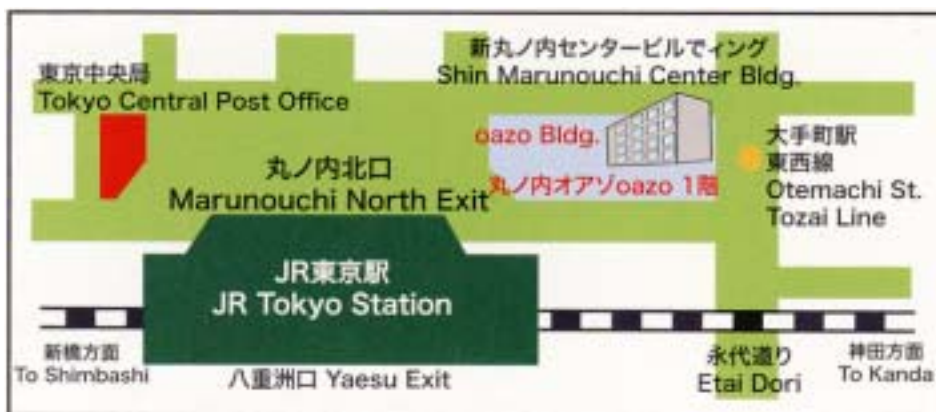 新丸ノ内センタービルでィング
Shin Marunouchi Center Bldg.
東京中央局
Tokyo Central Post Office
oazo Bldg.
丸ノ内オアゾoazo 1階
大手町駅
東西線
Otemachi St.
Tozai Line
丸ノ内北口
Marunouchi North Exit
JR東京駅
JR Tokyo Station
新橋方面
To Shimbashi
八重洲口 Yaesu Exit
永代通り
Etai Dori
神田方面
To Kanda